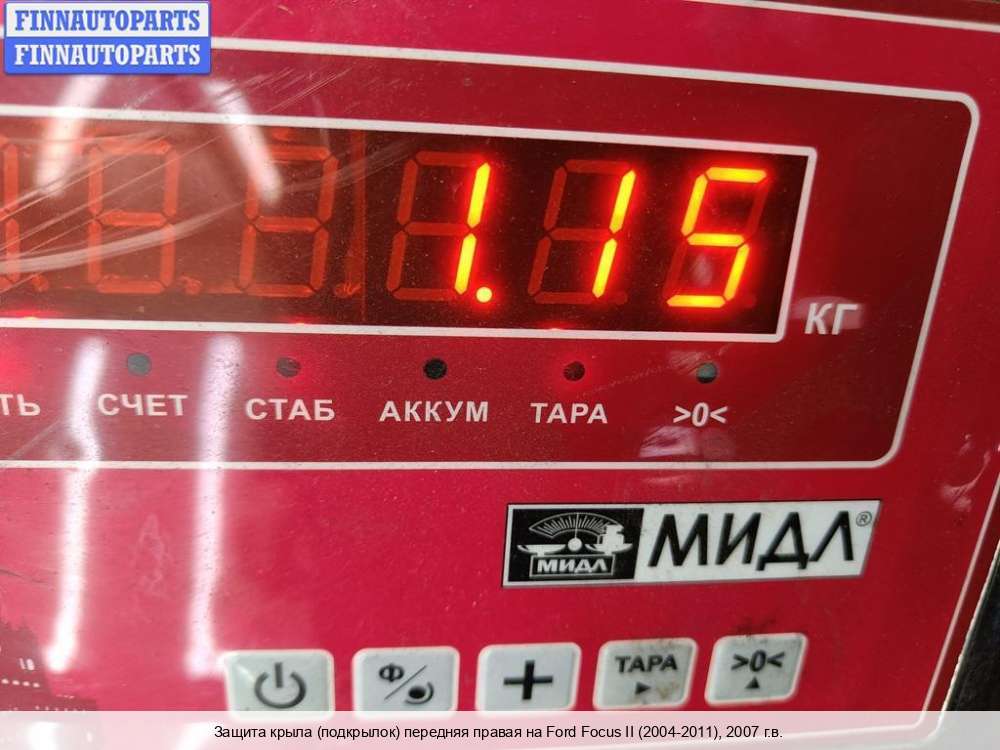 FINNAUTOPARTS
FINNAUTOPARTS
1.15
КГ
ТЬ СЧЕТ СТАБ АККУМ ТАРА >0<
МИДЛ МИДЛ®
Ф + ТАРА >0<
Защита крыла (подкрылок) передняя правая на Ford Focus II (2004-2011), 2007 г.в.